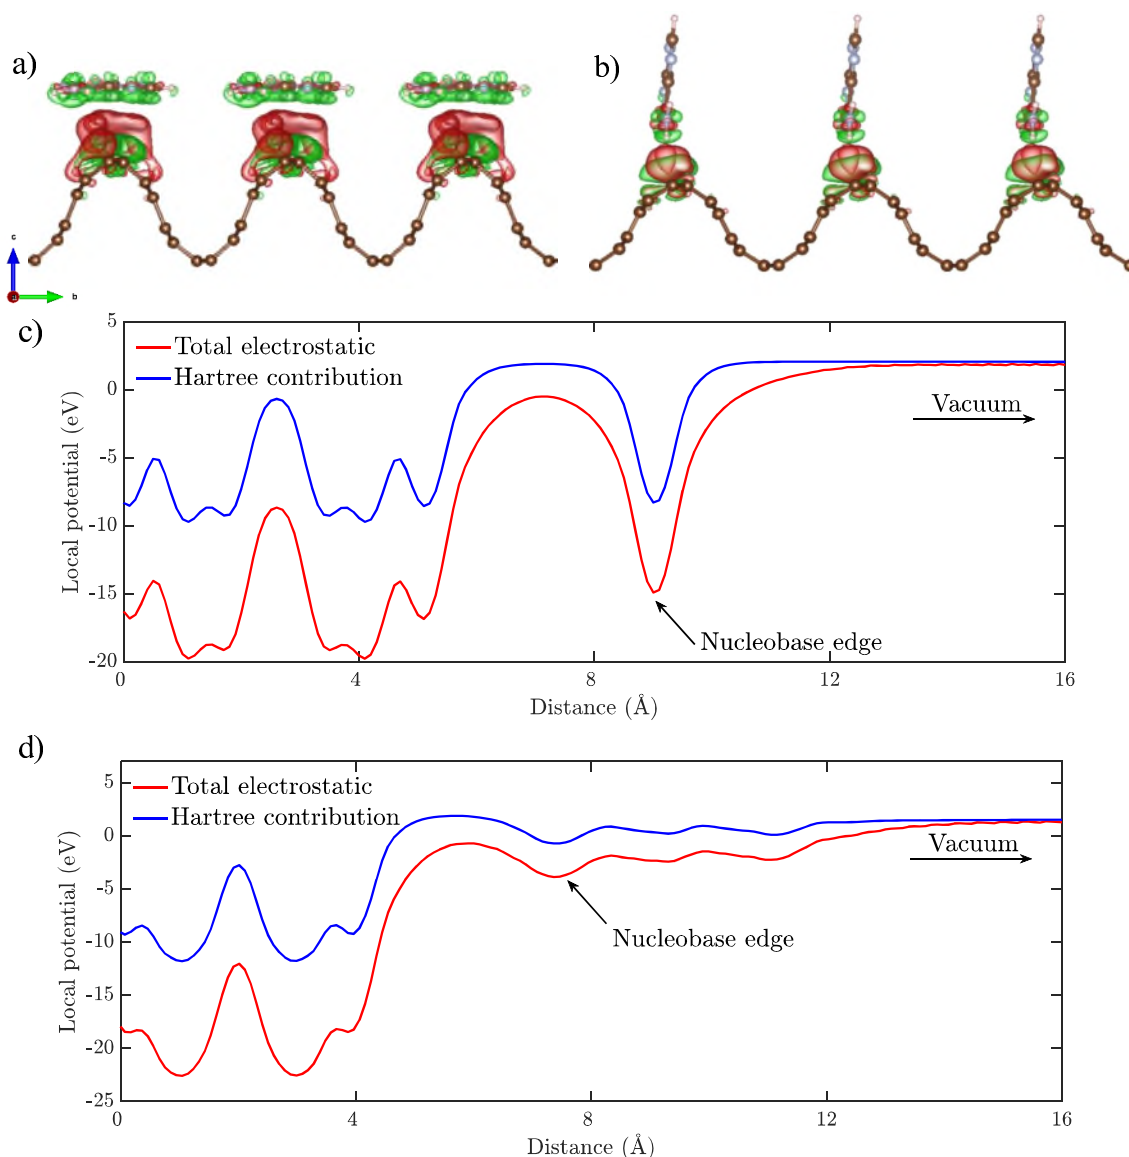 a)
b)
c
b
c)
5
0
-5
-10
-15
-20
Local potential (eV)
Total electrostatic
Hartree contribution
Vacuum
Nucleobase edge
0
4
8
12
16
Distance (Å)
d)
5
0
-5
-10
-15
-20
-25
Local potential (eV)
Total electrostatic
Hartree contribution
Vacuum
Nucleobase edge
0
4
8
12
16
Distance (Å)